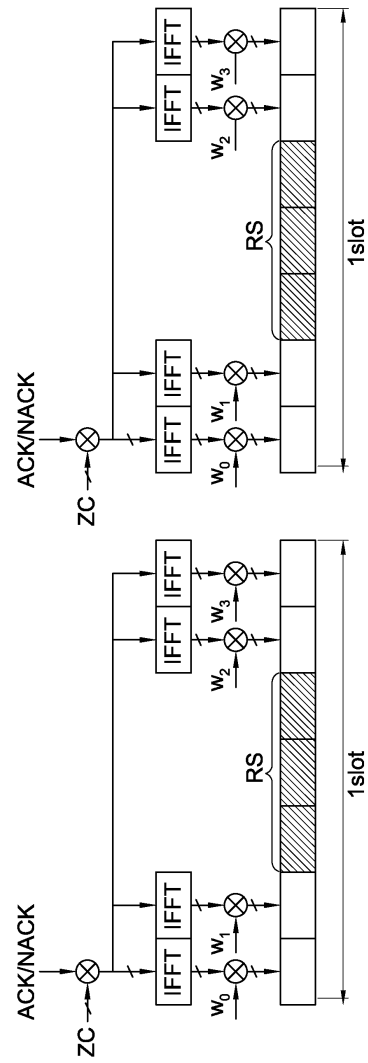 ACK/NACK
ZC
IFFT
IFFT
IFFT
IFFT
W0
W1
W2
W3
RS
1slot
ACK/NACK
ZC
IFFT
IFFT
IFFT
IFFT
W0
W1
W2
W3
RS
1slot